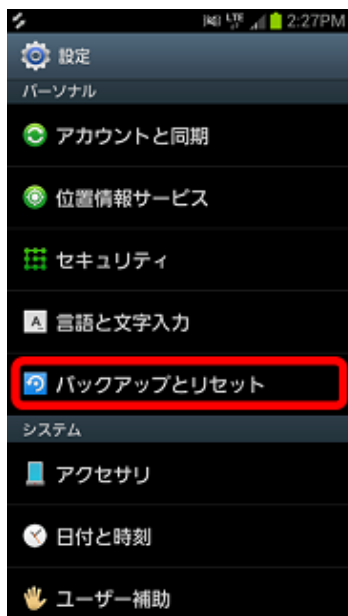 LTE 2:27PM
設定
パーソナル
アカウントと同期
位置情報サービス
セキュリティ
A 言語と文字入力
バックアップとリセット
システム
アクセサリ
日付と時刻
ユーザー補助